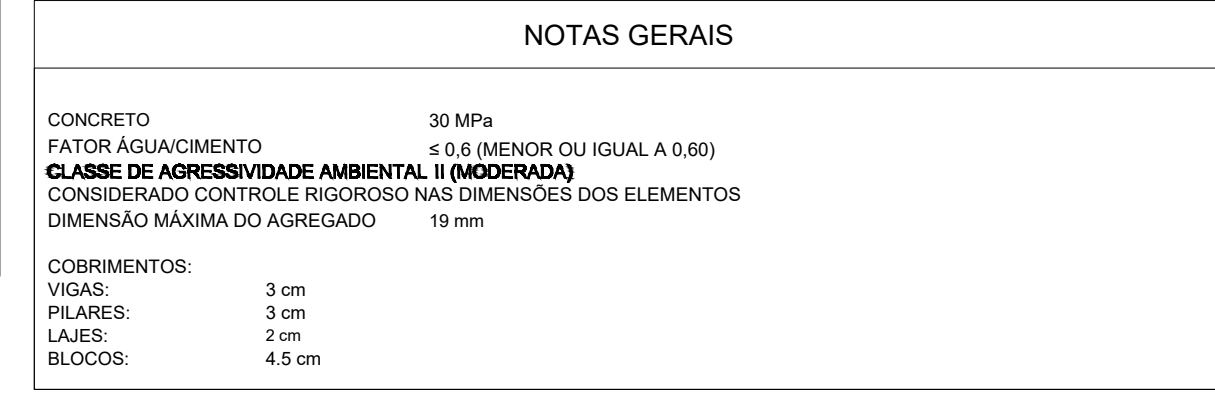 NOTAS GERAIS
CONCRETO 30 MPa
FATOR ÁGUA/CIMENTO ≤ 0,6 (MENOR OU IGUAL A 0,60)
CLASSE DE AGRESSIVIDADE AMBIENTAL II (MODERADA)
CONSIDERADO CONTROLE RIGOROSO NAS DIMENSÕES DOS ELEMENTOS
DIMENSÃO MÁXIMA DO AGREGADO 19 mm
COBRIMENTOS:
VIGAS: 3 cm
PILARES: 3 cm
LAJES: 2 cm
BLOCOS: 4.5 cm